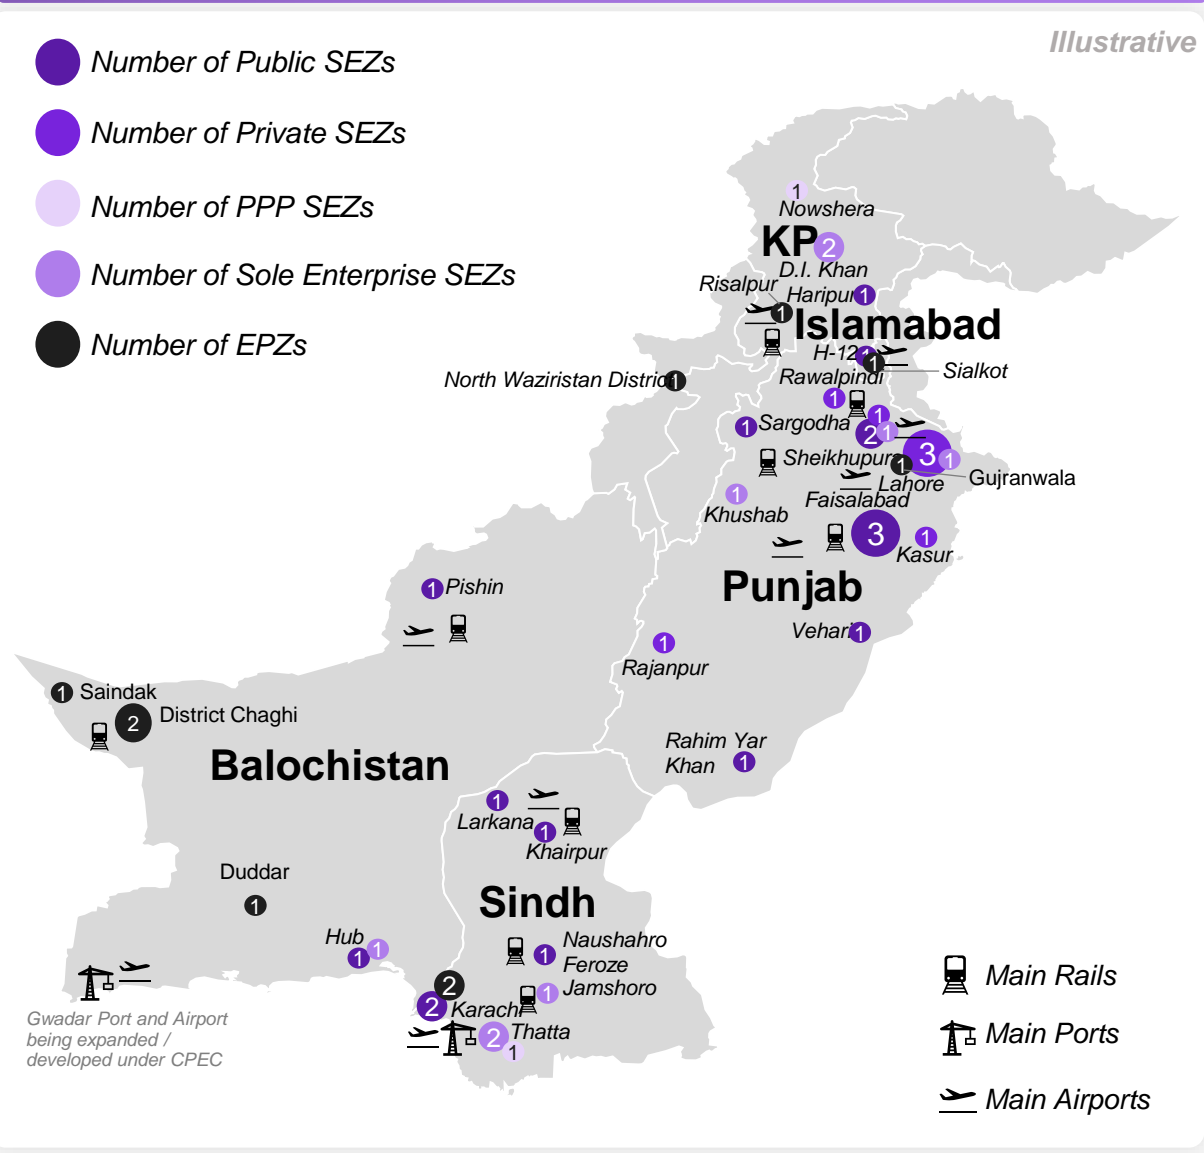 Illustrative
Number of Public SEZs
Number of Private SEZs
Number of PPP SEZs
Number of Sole Enterprise SEZs
Number of EPZs
1
Nowshera
KP
2
D.I. Khan
Risalpur
Haripur
1
1
Islamabad
H-12
1
1
Sialkot
Rawalpindi
North Waziristan District
1
1
1
1
Sargodha
2
1
Sheikhupura
3
1
1
Gujranwala
Lahore
1
Khushab
Faisalabad
3
1
Kasur
Punjab
1
Pishin
Vehari
1
1
Rajanpur
1
Saindak
2
District Chaghi
Rahim Yar
Khan
1
Balochistan
1
Larkana
1
Khairpur
Duddar
1
Sindh
Hub
1
1
Naushahro
Feroze
1
2
2
Karachi
1
Jamshoro
2
Thatta
1
Gwadar Port and Airport
being expanded /
developed under CPEC
Main Rails
Main Ports
Main Airports